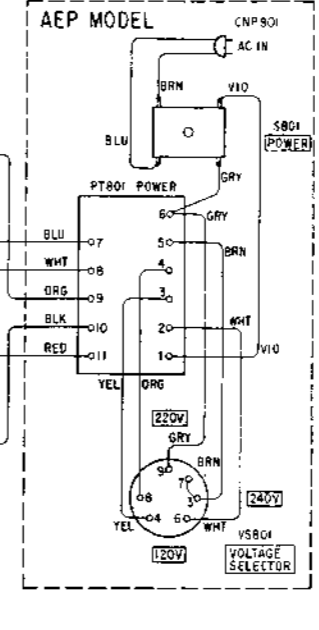 AEP MODEL
CNP801
AC IN
BRN
VIO
S801
POWER
BLU
GRY
PT801 POWER
6
GRY
BLU
7
5
BRN
WHT
8
4
ORG
9
3
BLK
10
2
WHT
RED
11
1
VIO
YEL
ORG
220V
GRY
9
BRN
7
8
3
240V
YEL
4
6
WHT
VS801
120V
VOLTAGE
SELECTOR